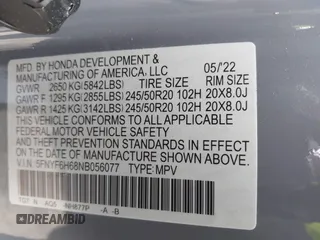 MFD. BY HONDA DEVELOPMENT &
MANUFACTURING OF AMERICA, LLC 05/'22
GVWR 2650 KG(5842LBS) TIRE SIZE RIM SIZE
GAWR F 1295 KG(2855LBS) 245/50R20 102H 20X8.0J
GAWR R 1425 KG(3142LBS) 245/50R20 102H 20X8.0J
THIS VEHICLE CONFORMS TO ALL APPLICABLE
FEDERAL MOTOR VEHICLE SAFETY, BUMPER, AND
THEFT PREVENTION STANDARDS IN EFFECT ON THE
DATE OF MANUFACTURE SHOWN ABOVE.
V.I.N: 5FNYF6H68NB056077 TYPE: MPV
NH877P -A -B